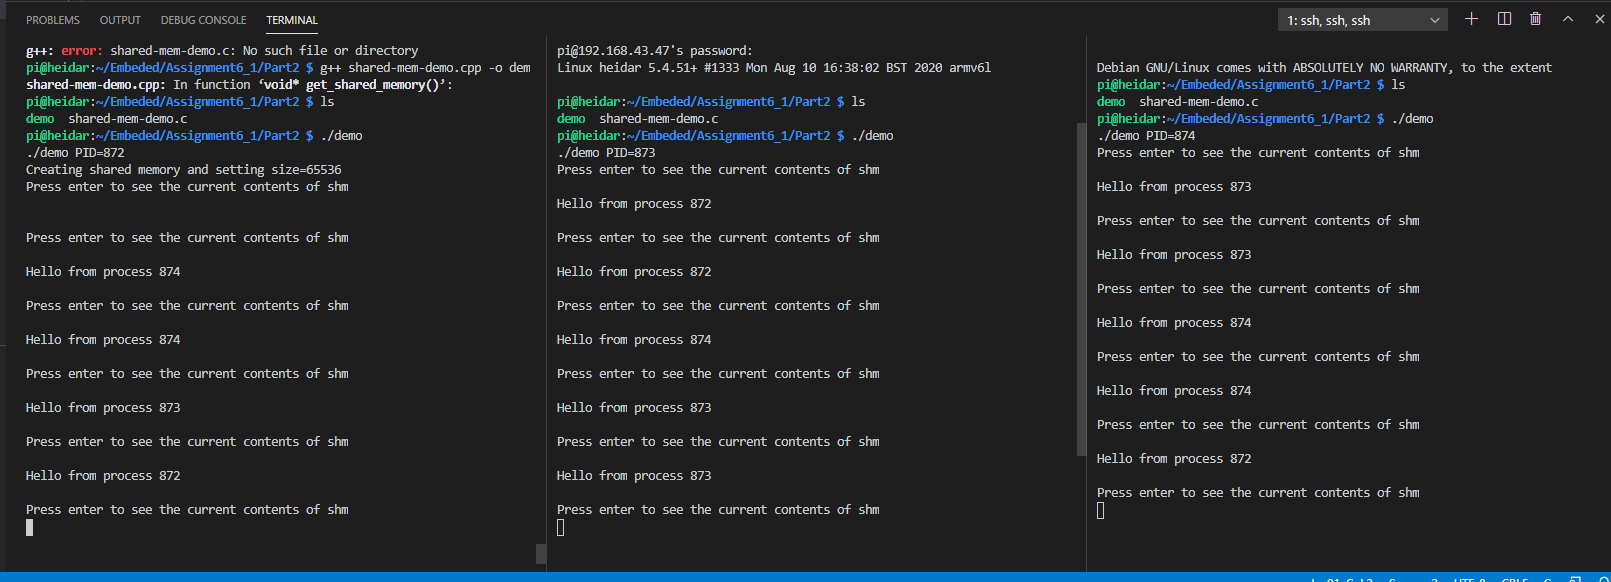 PROBLEMS OUTPUT DEBUG CONSOLE TERMINAL 1: ssh, ssh, ssh
g++: error: shared-mem-demo.c: No such file or directory
pi@heidar:~/Embeded/Assignment6_1/Part2 $ g++ shared-mem-demo.cpp -o dem
shared-mem-demo.cpp: In function ‘void* get_shared_memory()’:
pi@heidar:~/Embeded/Assignment6_1/Part2 $ ls
demo  shared-mem-demo.c
pi@heidar:~/Embeded/Assignment6_1/Part2 $ ./demo
./demo PID=872
Creating shared memory and setting size=65536
Press enter to see the current contents of shm
Press enter to see the current contents of shm
Hello from process 874
Press enter to see the current contents of shm
Hello from process 874
Press enter to see the current contents of shm
Hello from process 873
Press enter to see the current contents of shm
Hello from process 872
Press enter to see the current contents of shm
pi@192.168.43.47's password:
Linux heidar 5.4.51+ #1333 Mon Aug 10 16:38:02 BST 2020 armv6l
pi@heidar:~/Embeded/Assignment6_1/Part2 $ ls
demo  shared-mem-demo.c
pi@heidar:~/Embeded/Assignment6_1/Part2 $ ./demo
./demo PID=873
Press enter to see the current contents of shm
Hello from process 872
Press enter to see the current contents of shm
Hello from process 872
Press enter to see the current contents of shm
Hello from process 874
Press enter to see the current contents of shm
Hello from process 873
Press enter to see the current contents of shm
Hello from process 873
Press enter to see the current contents of shm
Debian GNU/Linux comes with ABSOLUTELY NO WARRANTY, to the extent
pi@heidar:~/Embeded/Assignment6_1/Part2 $ ls
demo  shared-mem-demo.c
pi@heidar:~/Embeded/Assignment6_1/Part2 $ ./demo
./demo PID=874
Press enter to see the current contents of shm
Hello from process 873
Press enter to see the current contents of shm
Hello from process 873
Press enter to see the current contents of shm
Hello from process 874
Press enter to see the current contents of shm
Hello from process 874
Press enter to see the current contents of shm
Hello from process 872
Press enter to see the current contents of shm